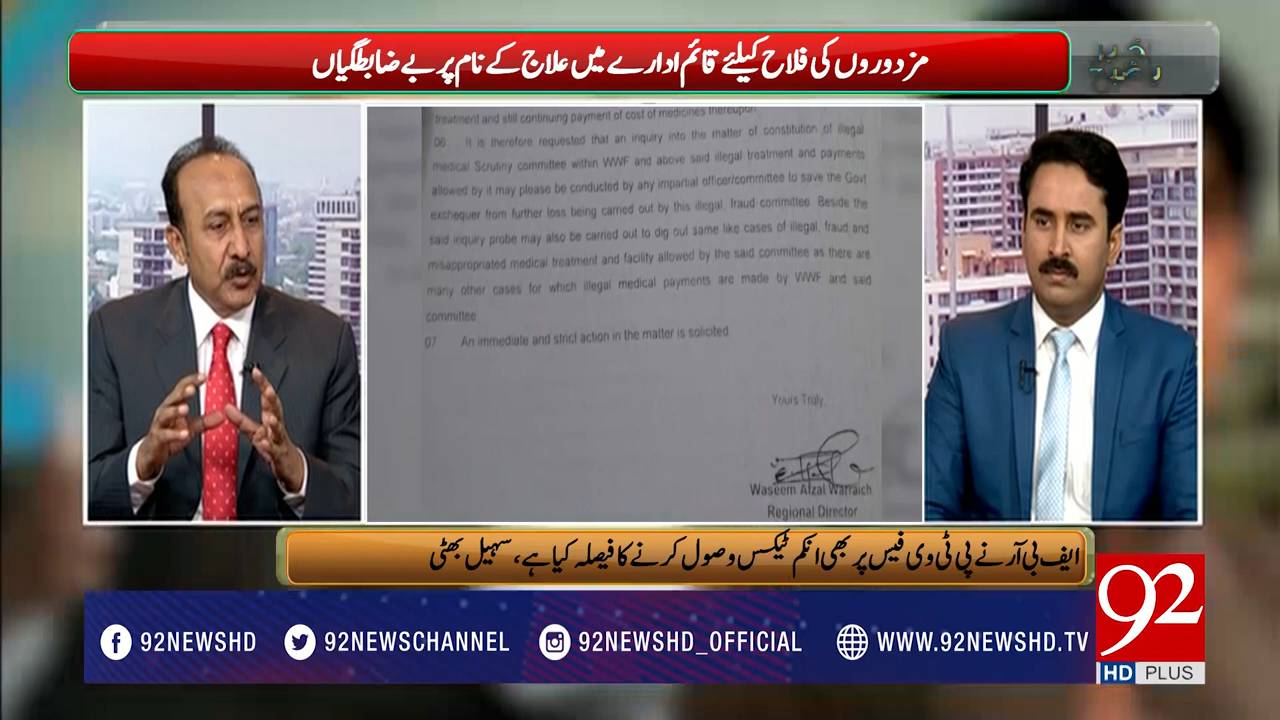 مزدوروں کی فلاح کیلئے قائم ادارے میں علاج کے نام پر بے ضابطگیاں
treatment and still continuing payment of cost of medicines thereupon.
06 It is therefore requested that an inquiry into the matter of constitution of illegal
medical Scrutiny committee within WWF and above said illegal treatment and payments
allowed by it may please be conducted by any impartial officer/committee to save the Govt
exchequer from further loss being carried out by this illegal, fraud committee. Beside the
said inquiry probe may also be carried out to dig out same like cases of illegal, fraud and
misappropriated medical treatment and facility allowed by the said committee as there are
many other cases for which illegal medical payments are made by WWF and said
committee.
07 An immediate and strict action in the matter is solicited.
Yours Truly,
Waseem Afzal Warraich
Regional Director
ایف بی آر نے پی ٹی وی فیس پر بھی انکم ٹیکس وصول کرنے کا فیصلہ کیا ہے، سہیل بھٹی
92NEWSHD 92NEWSCHANNEL 92NEWSHD_OFFICIAL WWW.92NEWSHD.TV
92
HD PLUS